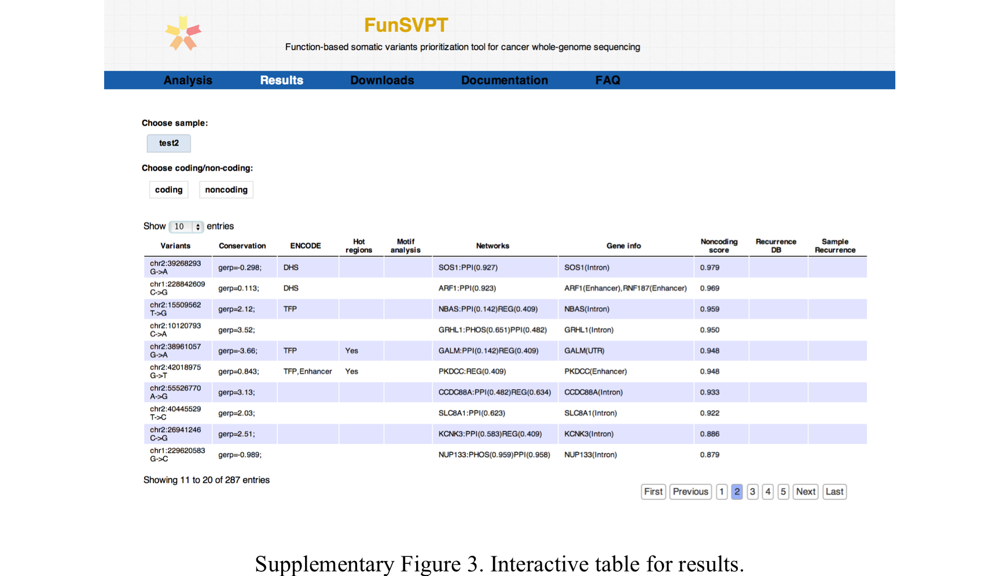 FunSVPT
Function-based somatic variants prioritization tool for cancer whole-genome sequencing
Analysis Results Downloads Documentation FAQ
Choose sample:
test2
Choose coding/non-coding:
coding noncoding
Show 10 entries
Variants Conservation ENCODE Hot regions Motif analysis Networks Gene info Noncoding score Recurrence DB Sample Recurrence
chr2:39268293 G->A gerp=-0.298; DHS SOS1:PPI(0.927) SOS1(Intron) 0.979
chr1:228842609 C->G gerp=0.113; DHS ARF1:PPI(0.923) ARF1(Enhancer),RNF187(Enhancer) 0.969
chr2:15509562 T->G gerp=2.12; TFP NBAS:PPI(0.142)REG(0.409) NBAS(Intron) 0.959
chr2:10120793 C->A gerp=3.52; GRHL1:PHOS(0.651)PPI(0.482) GRHL1(Intron) 0.950
chr2:38961057 G->A gerp=-3.66; TFP Yes GALM:PPI(0.142)REG(0.409) GALM(UTR) 0.948
chr2:42018975 G->T gerp=0.843; TFP,Enhancer Yes PKDCC:REG(0.409) PKDCC(Enhancer) 0.948
chr2:55526770 A->G gerp=3.13; CCDC88A:PPI(0.482)REG(0.634) CCDC88A(Intron) 0.933
chr2:40445529 T->C gerp=2.03; SLC8A1:PPI(0.623) SLC8A1(Intron) 0.922
chr2:26941246 C->G gerp=2.51; KCNK3:PPI(0.583)REG(0.409) KCNK3(Intron) 0.886
chr1:229620583 G->C gerp=-0.989; NUP133:PHOS(0.959)PPI(0.958) NUP133(Intron) 0.879
Showing 11 to 20 of 287 entries
First Previous 1 2 3 4 5 Next Last
Supplementary Figure 3. Interactive table for results.